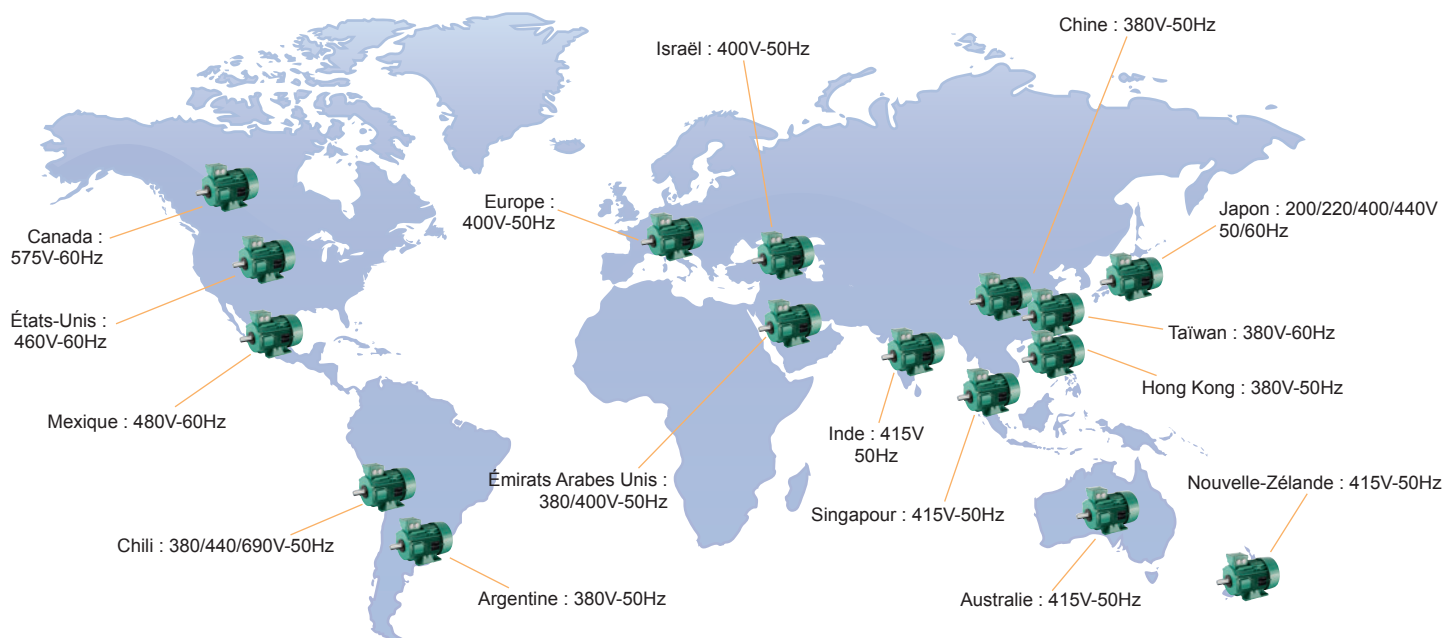 Chine : 380V-50Hz
Israël : 400V-50Hz
Europe :
400V-50Hz
Japon : 200/220/400/440V
50/60Hz
Canada :
575V-60Hz
États-Unis :
460V-60Hz
Taïwan : 380V-60Hz
Hong Kong : 380V-50Hz
Mexique : 480V-60Hz
Inde : 415V
50Hz
Émirats Arabes Unis :
380/400V-50Hz
Nouvelle-Zélande : 415V-50Hz
Singapour : 415V-50Hz
Chili : 380/440/690V-50Hz
Argentine : 380V-50Hz
Australie : 415V-50Hz